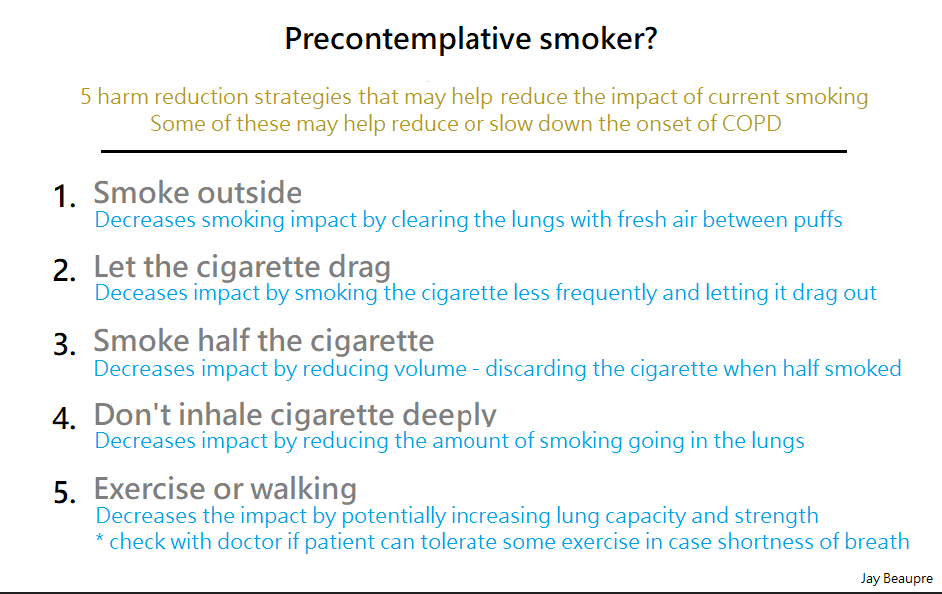 Precontemplative smoker?
5 harm reduction strategies that may help reduce the impact of current smoking
Some of these may help reduce or slow down the onset of COPD
1. Smoke outside
Decreases smoking impact by clearing the lungs with fresh air between puffs
2. Let the cigarette drag
Deceases impact by smoking the cigarette less frequently and letting it drag out
3. Smoke half the cigarette
Decreases impact by reducing volume - discarding the cigarette when half smoked
4. Don't inhale cigarette deeply
Decreases impact by reducing the amount of smoking going in the lungs
5. Exercise or walking
Decreases the impact by potentially increasing lung capacity and strength
* check with doctor if patient can tolerate some exercise in case shortness of breath
Jay Beaupre